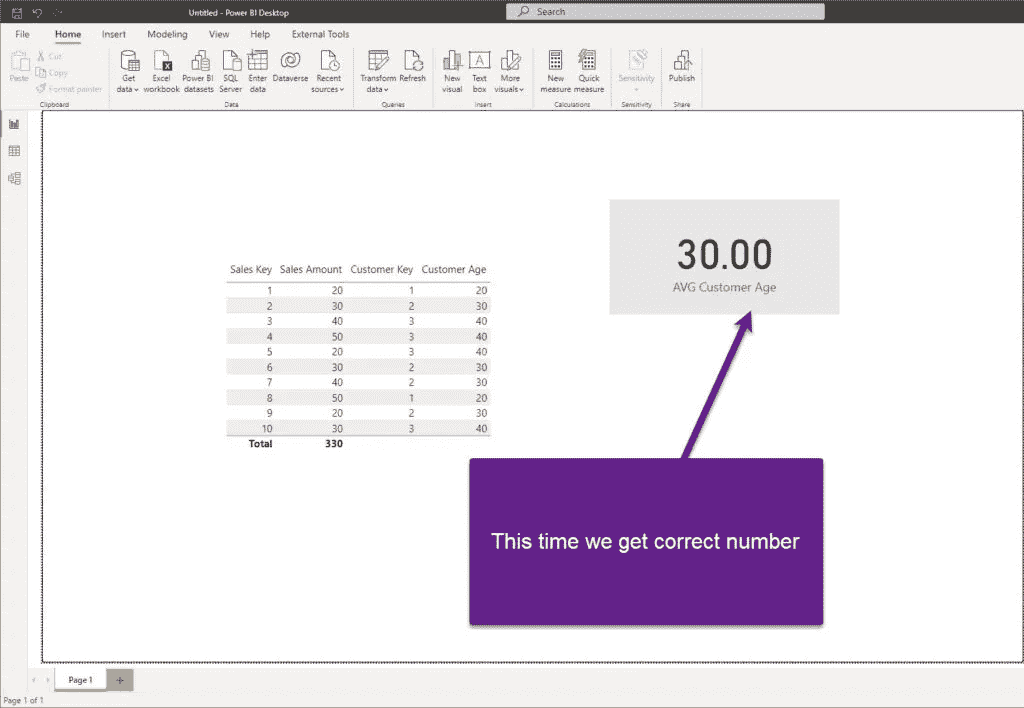 Untitled - Power BI Desktop
Search
File Home Insert Modeling View Help External Tools
Paste
Cut
Copy
Format painter
Clipboard
Get data
Excel workbook
Power BI datasets
SQL Server
Enter data
Dataverse
Recent sources
Data
Transform data
Refresh
Queries
New visual
Text box
More visuals
Insert
New measure
Quick measure
Calculations
Sensitivity
Sensitivity
Publish
Share
30.00
AVG Customer Age
Sales Key Sales Amount Customer Key Customer Age
1 20 1 20
2 30 2 30
3 40 3 40
4 50 3 40
5 20 3 40
6 30 2 30
7 40 2 30
8 50 1 20
9 20 2 30
10 30 3 40
Total 330
This time we get correct number
Page 1
+
Page 1 of 1